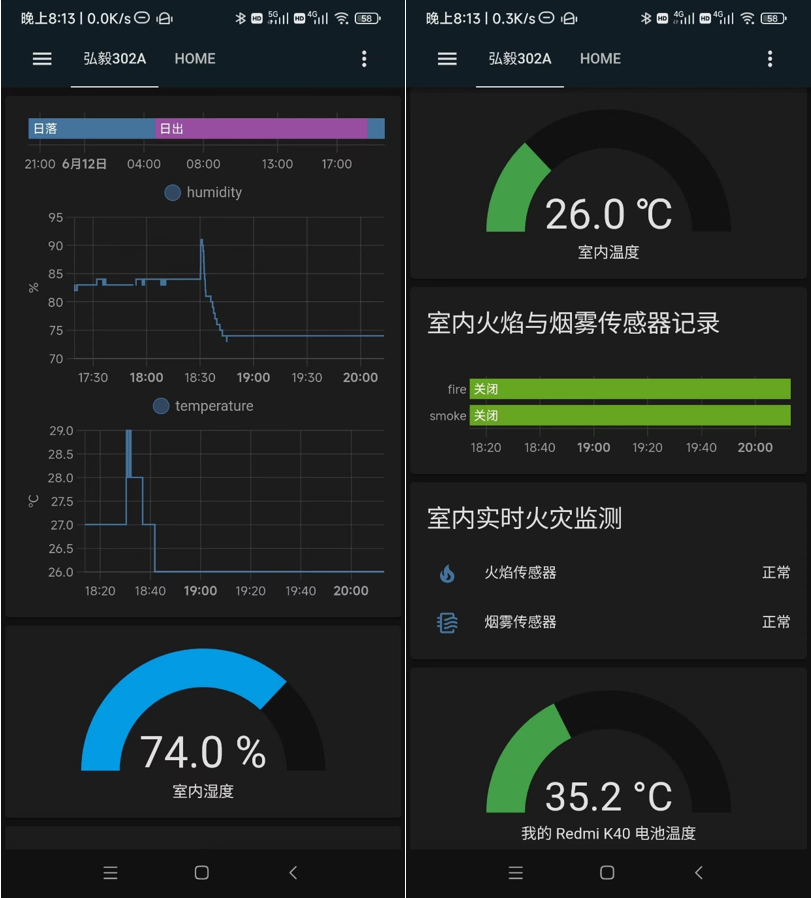 晚上8:13 | 0.0K/s
HD 5G HD 4G 58
弘毅302A HOME
日落 日出
21:00 6月12日 04:00 08:00 13:00 17:00
humidity
95
90
85
%
80
75
70
17:30 18:00 18:30 19:00 19:30 20:00
temperature
29.0
28.5
28.0
°C
27.5
27.0
26.5
26.0
18:20 18:40 19:00 19:20 19:40 20:00
74.0 %
室内湿度
晚上8:13 | 0.3K/s
HD 4G HD 4G 58
弘毅302A HOME
26.0 ℃
室内温度
室内火焰与烟雾传感器记录
fire 关闭
smoke 关闭
18:20 18:40 19:00 19:20 19:40 20:00
室内实时火灾监测
火焰传感器 正常
烟雾传感器 正常
35.2 °C
我的 Redmi K40 电池温度